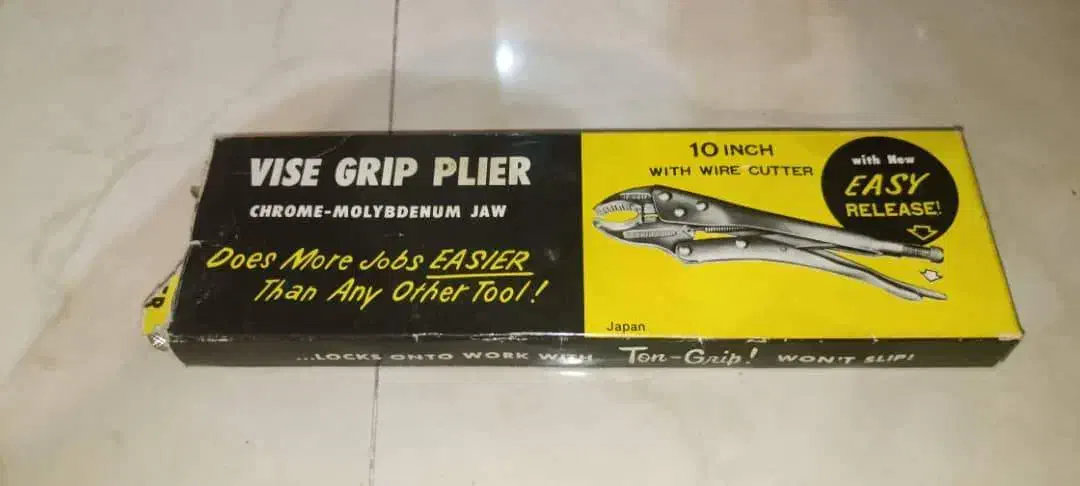 VISE GRIP PLIER
CHROME-MOLYBDENUM JAW
Does More Jobs EASIER
Than Any Other Tool!
10 INCH
WITH WIRE CUTTER
with New
EASY
RELEASE!
Japan
...LOCKS ONTO WORK WITH Ton-Grip! WON'T SLIP!